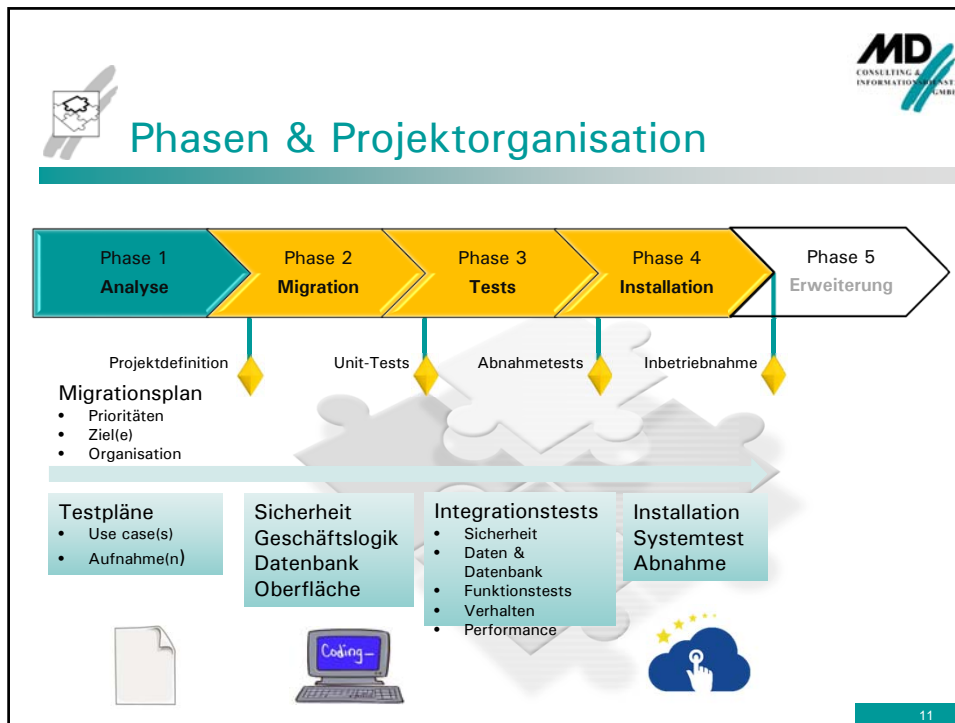 MD
CONSULTING &
INFORMATIONSDIENSTE
GMBH
Phasen & Projektorganisation
Phase 1
Analyse
Phase 2
Migration
Phase 3
Tests
Phase 4
Installation
Phase 5
Erweiterung
Projektdefinition
Unit-Tests
Abnahmetests
Inbetriebnahme
Migrationsplan
• Prioritäten
• Ziel(e)
• Organisation
Testpläne
• Use case(s)
• Aufnahme(n)
Sicherheit
Geschäftslogik
Datenbank
Oberfläche
Integrationstests
• Sicherheit
• Daten &
Datenbank
• Funktionstests
• Verhalten
• Performance
Installation
Systemtest
Abnahme
Coding_
11